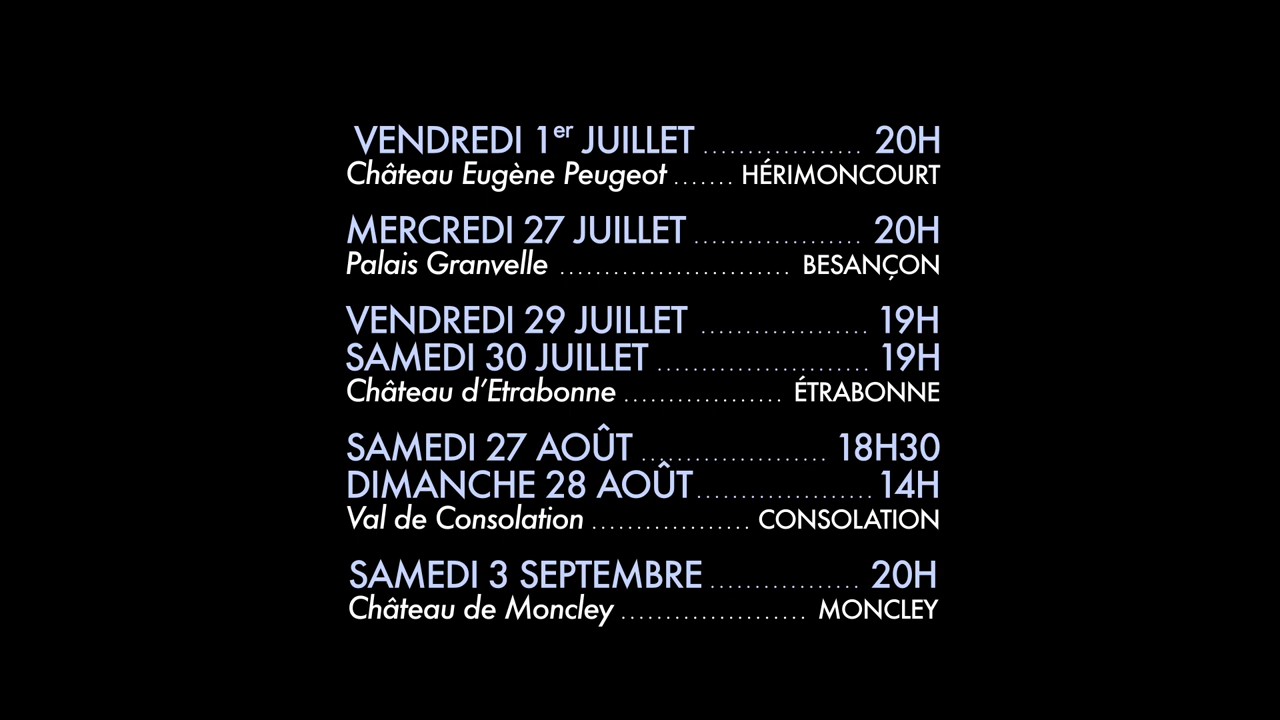 VENDREDI 1er JUILLET .................. 20H
Château Eugène Peugeot ....... HÉRIMONCOURT
MERCREDI 27 JUILLET ................... 20H
Palais Granvelle .......................... BESANÇON
VENDREDI 29 JUILLET ................... 19H
SAMEDI 30 JUILLET ........................ 19H
Château d’Etrabonne .................. ÉTRABONNE
SAMEDI 27 AOÛT ..................... 18H30
DIMANCHE 28 AOÛT .................... 14H
Val de Consolation .................. CONSOLATION
SAMEDI 3 SEPTEMBRE ................. 20H
Château de Moncley ..................... MONCLEY